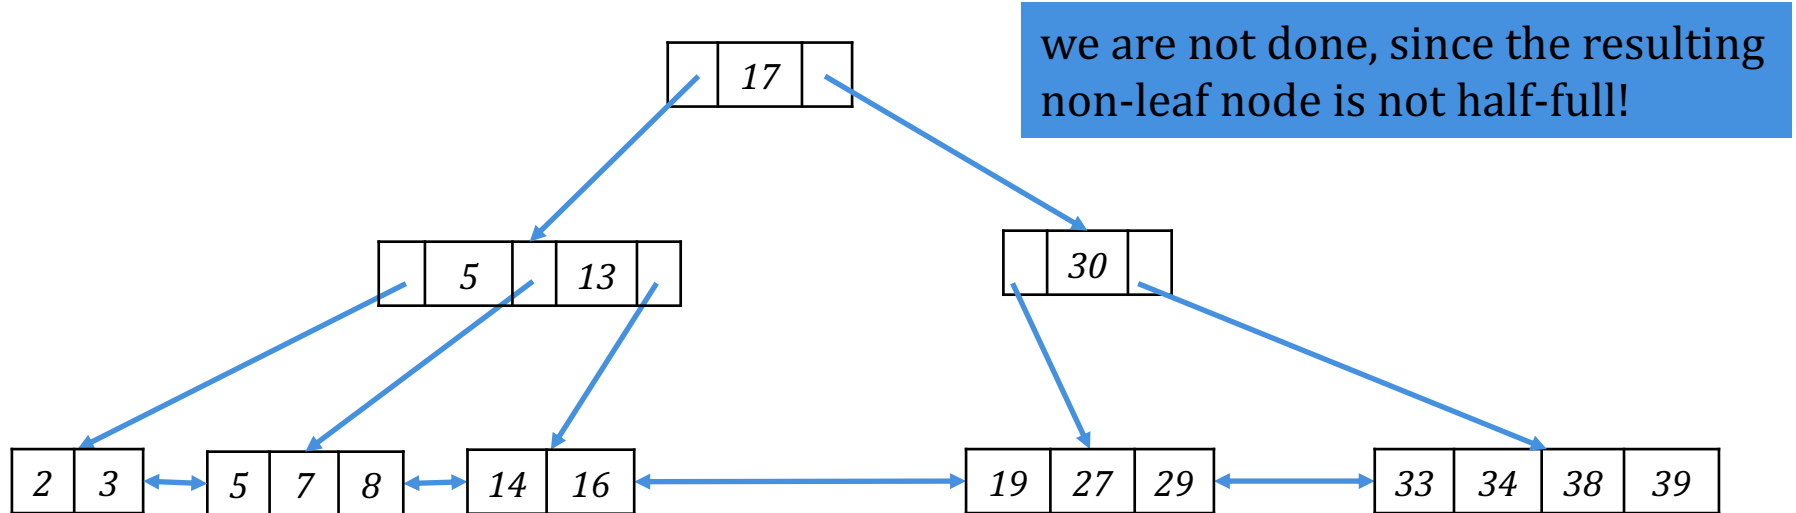 we are not done, since the resulting
non-leaf node is not half-full!
17
5 13
30
2 3
5 7 8
14 16
19 27 29
33 34 38 39